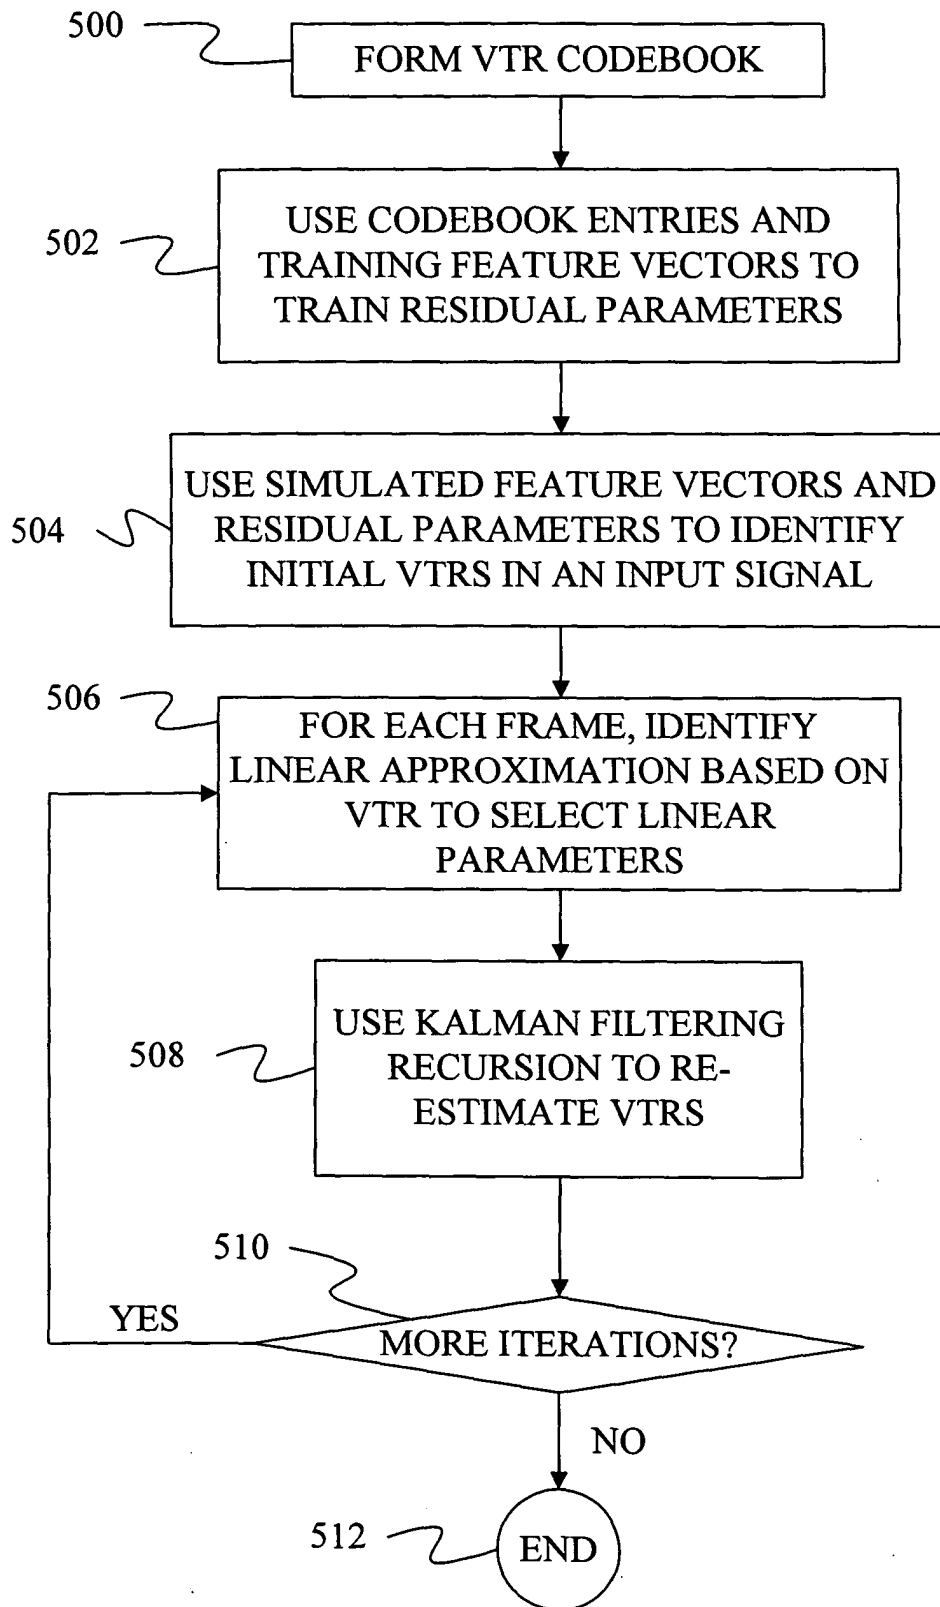 500
FORM VTR CODEBOOK
502
USE CODEBOOK ENTRIES AND
TRAINING FEATURE VECTORS TO
TRAIN RESIDUAL PARAMETERS
504
USE SIMULATED FEATURE VECTORS AND
RESIDUAL PARAMETERS TO IDENTIFY
INITIAL VTRS IN AN INPUT SIGNAL
506
FOR EACH FRAME, IDENTIFY
LINEAR APPROXIMATION BASED ON
VTR TO SELECT LINEAR
PARAMETERS
508
USE KALMAN FILTERING
RECURSION TO RE-
ESTIMATE VTRS
510
YES
MORE ITERATIONS?
NO
512
END